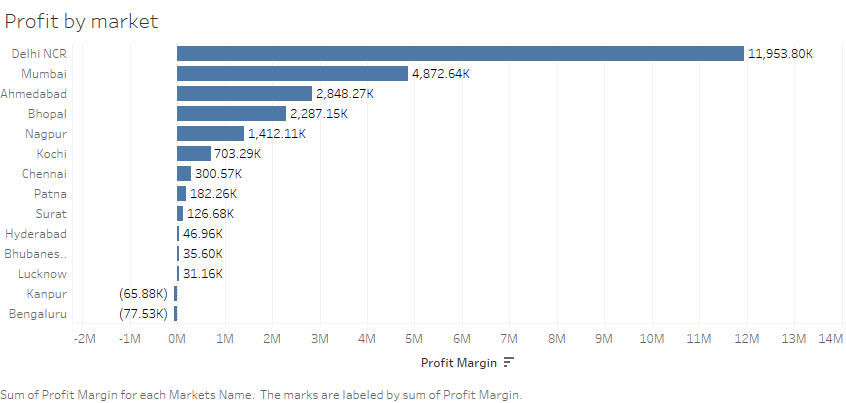 Profit by market
Delhi NCR 11,953.80K
Mumbai 4,872.64K
Ahmedabad 2,848.27K
Bhopal 2,287.15K
Nagpur 1,412.11K
Kochi 703.29K
Chennai 300.57K
Patna 182.26K
Surat 126.68K
Hyderabad 46.96K
Bhubanes.. 35.60K
Lucknow 31.16K
Kanpur (65.88K)
Bengaluru (77.53K)
-2M -1M 0M 1M 2M 3M 4M 5M 6M 7M 8M 9M 10M 11M 12M 13M 14M
Profit Margin
Sum of Profit Margin for each Markets Name. The marks are labeled by sum of Profit Margin.